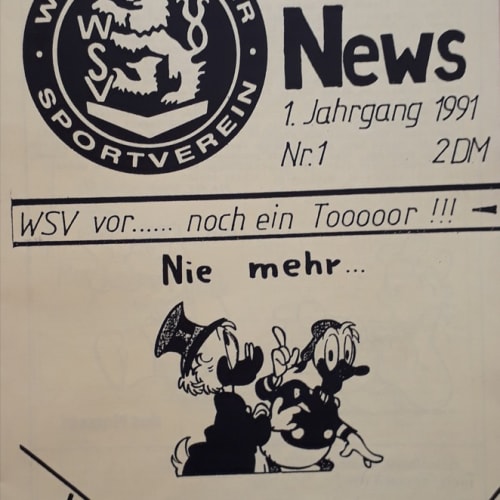 WSV
SPORTVEREIN
News
1. Jahrgang 1991
Nr.1 2DM
WSV vor...... noch ein Tooooor !!!
Nie mehr...